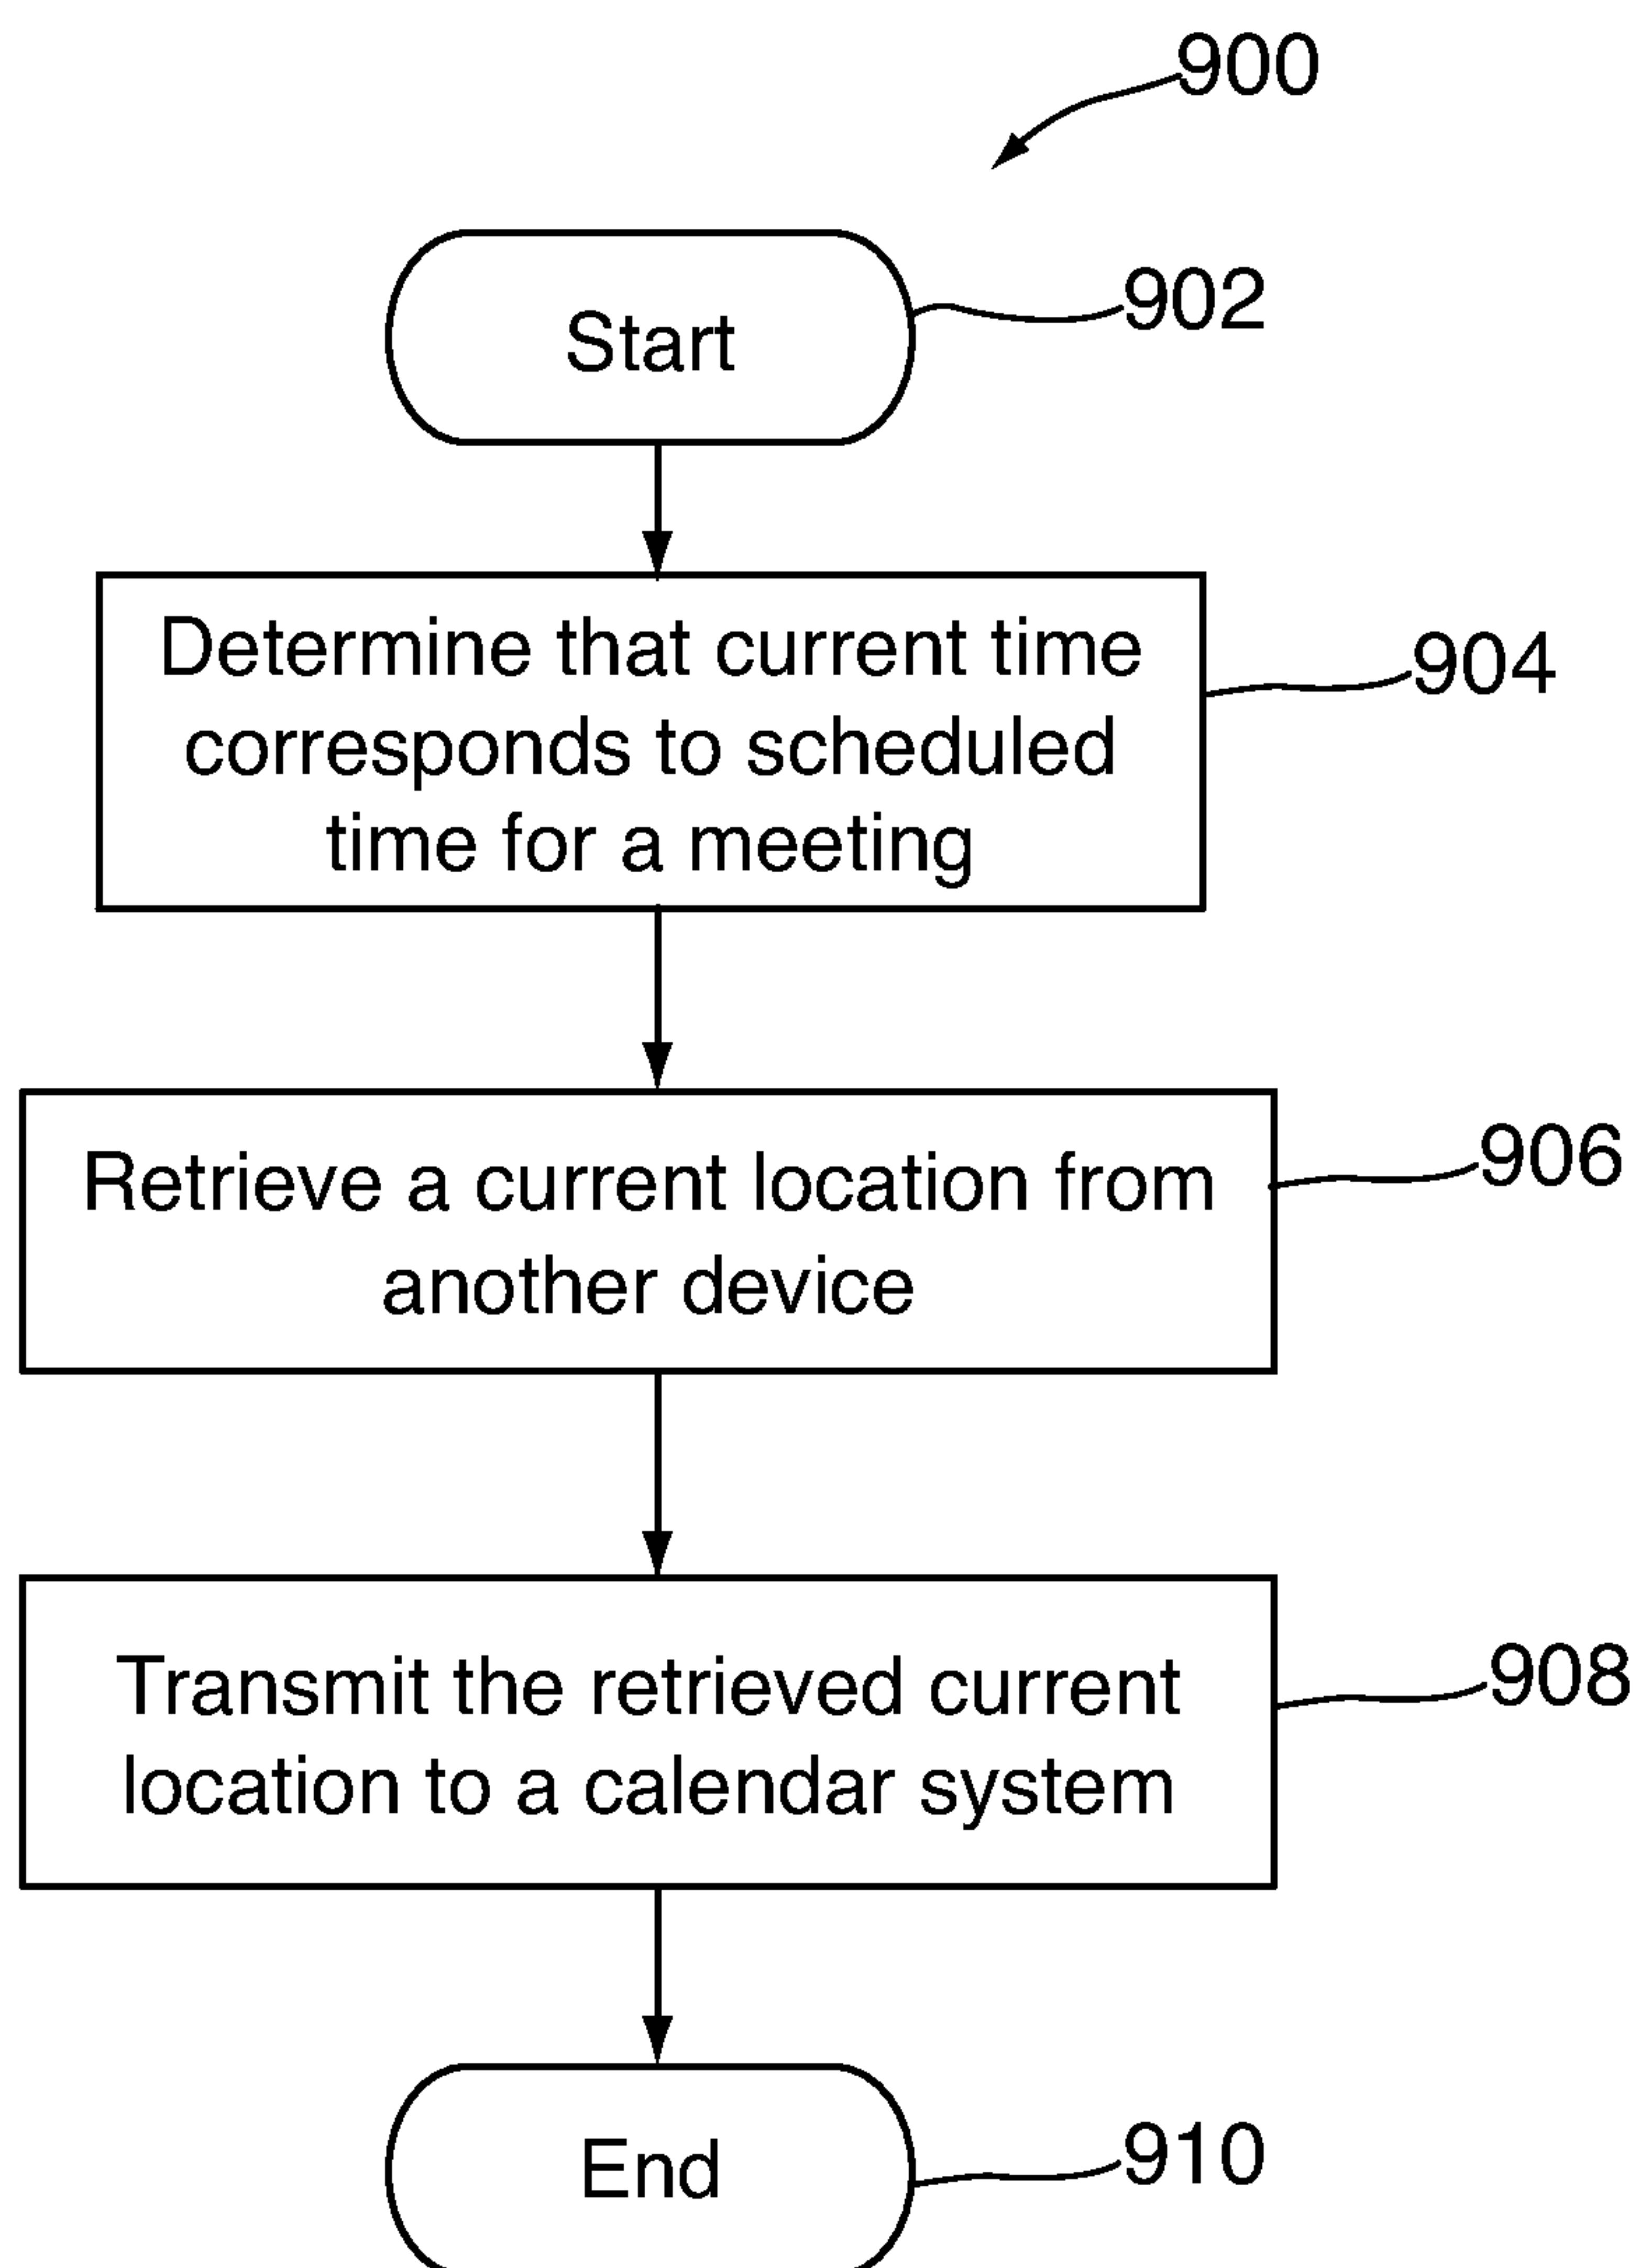 900
Start
902
Determine that current time
corresponds to scheduled
time for a meeting
904
Retrieve a current location from
another device
906
Transmit the retrieved current
location to a calendar system
908
End
910